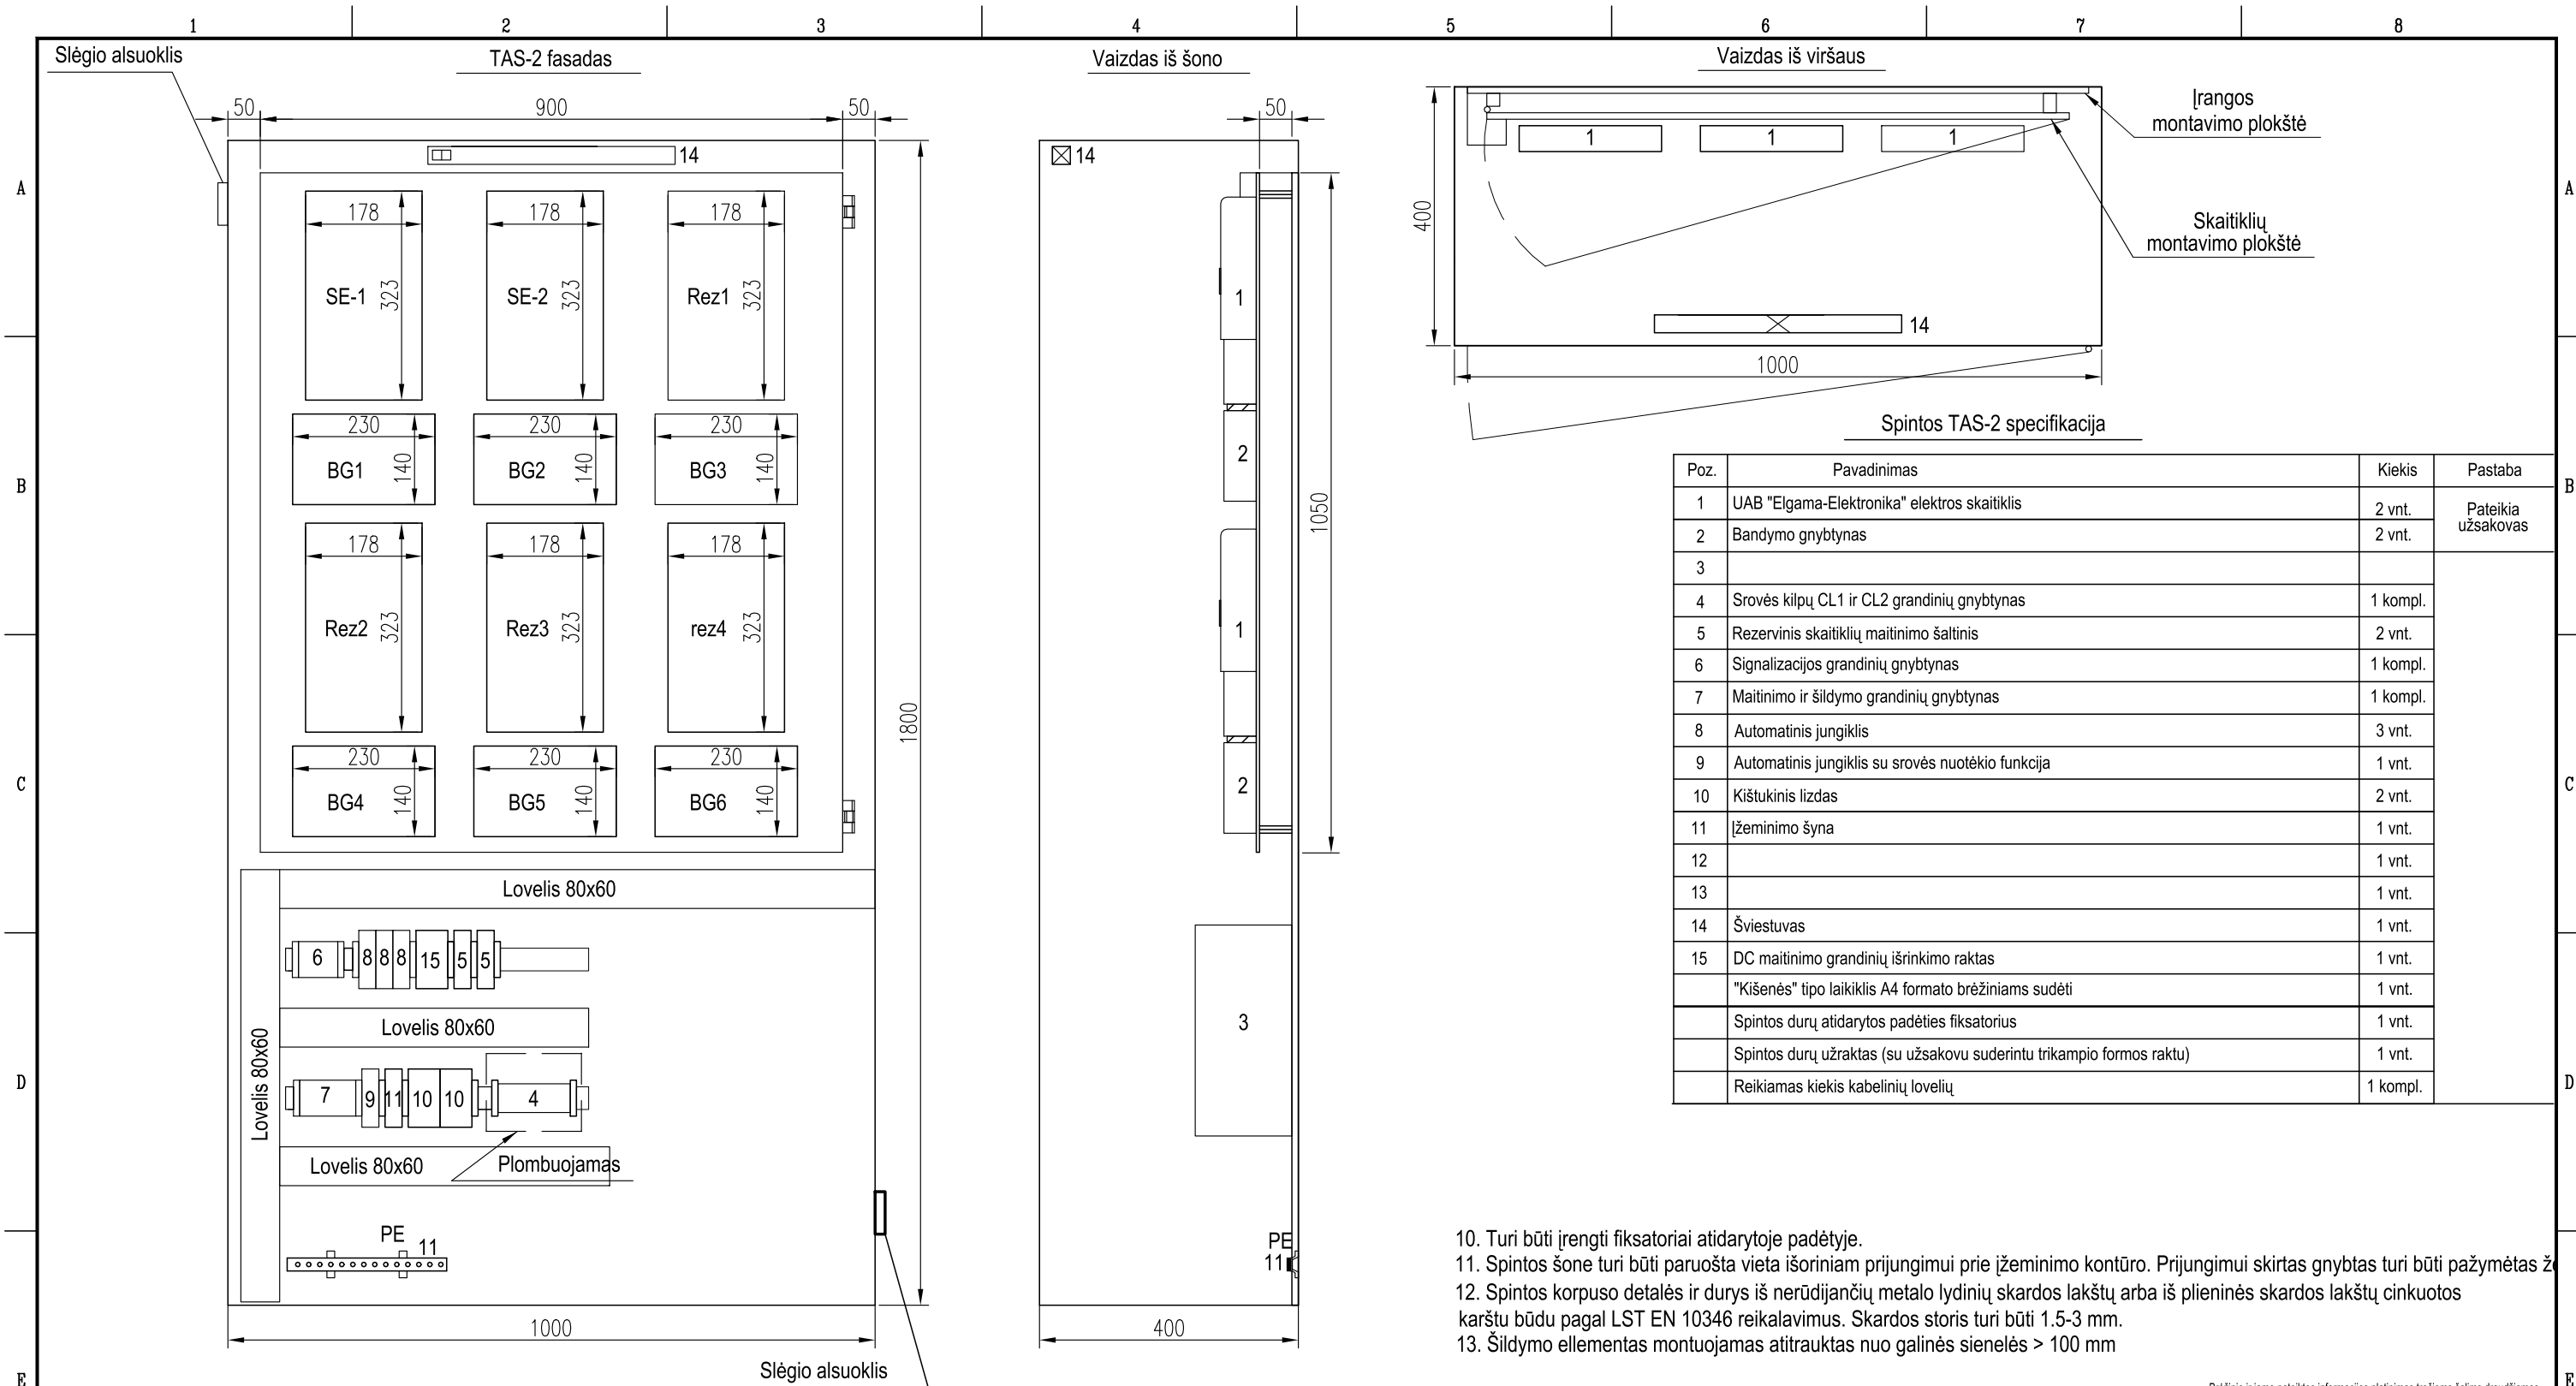 1 2 3 4 5 6 7 8
Slėgio alsuoklis
TAS-2 fasadas
Vaizdas iš šono
Vaizdas iš viršaus
50 900 50
14
178 178 178
SE-1 323 SE-2 323 Rez1 323
230 230 230
BG1 140 BG2 140 BG3 140
178 178 178
Rez2 323 Rez3 323 rez4 323
230 230 230
BG4 140 BG5 140 BG6 140
1800
Lovelis 80x60
Lovelis 80x60
6 8 8 8 15 5 5
Lovelis 80x60
7 9 11 10 10 4
Lovelis 80x60
Plombuojamas
PE
11
1000
Slėgio alsuoklis
50
14
1
2
1
2
1050
3
PE
11
400
1 1 1
400
14
1000
Įrangos
montavimo plokštė
Skaitiklių
montavimo plokštė
Spintos TAS-2 specifikacija
Poz. Pavadinimas Kiekis Pastaba
1 UAB "Elgama-Elektronika" elektros skaitiklis 2 vnt. Pateikia
užsakovas
2 Bandymo gnybtynas 2 vnt.
3
4 Srovės kilpų CL1 ir CL2 grandinių gnybtynas 1 kompl.
5 Rezervinis skaitiklių maitinimo šaltinis 2 vnt.
6 Signalizacijos grandinių gnybtynas 1 kompl.
7 Maitinimo ir šildymo grandinių gnybtynas 1 kompl.
8 Automatinis jungiklis 3 vnt.
9 Automatinis jungiklis su srovės nuotėkio funkcija 1 vnt.
10 Kištukinis lizdas 2 vnt.
11 Įžeminimo šyna 1 vnt.
12 1 vnt.
13 1 vnt.
14 Šviestuvas 1 vnt.
15 DC maitinimo grandinių išrinkimo raktas 1 vnt.
"Kišenės" tipo laikiklis A4 formato brėžiniams sudėti 1 vnt.
Spintos durų atidarytos padėties fiksatorius 1 vnt.
Spintos durų užraktas (su užsakovu suderintu trikampio formos raktu) 1 vnt.
Reikiamas kiekis kabelinių lovelių 1 kompl.
10. Turi būti įrengti fiksatoriai atidarytoje padėtyje.
11. Spintos šone turi būti paruošta vieta išoriniam prijungimui prie įžeminimo kontūro. Prijungimui skirtas gnybtas turi būti pažymėtas
12. Spintos korpuso detalės ir durys iš nerūdijančių metalo lydinių skardos lakštų arba iš plieninės skardos lakštų cinkuotos
karštu būdu pagal LST EN 10346 reikalavimus. Skardos storis turi būti 1.5-3 mm.
13. Šildymo ellementas montuojamas atitrauktas nuo galinės sienelės > 100 mm
A A
B B
C C
D D
E E